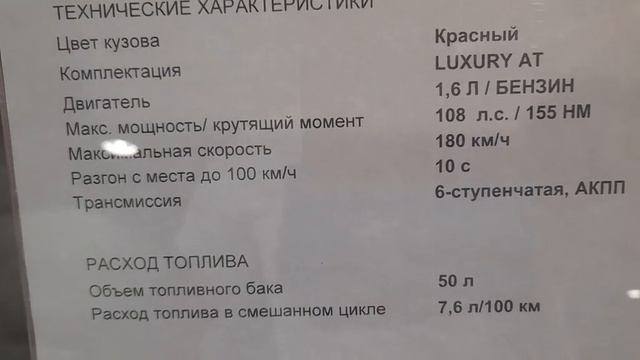 ТЕХНИЧЕСКИЕ ХАРАКТЕРИСТИКИ
Цвет кузова Красный
Комплектация LUXURY AT
Двигатель 1,6 Л / БЕНЗИН
Макс. мощность/ крутящий момент 108 л.с. / 155 НМ
Максимальная скорость 180 км/ч
Разгон с места до 100 км/ч 10 с
Трансмиссия 6-ступенчатая, АКПП
РАСХОД ТОПЛИВА
Объем топливного бака 50 л
Расход топлива в смешанном цикле 7,6 л/100 км